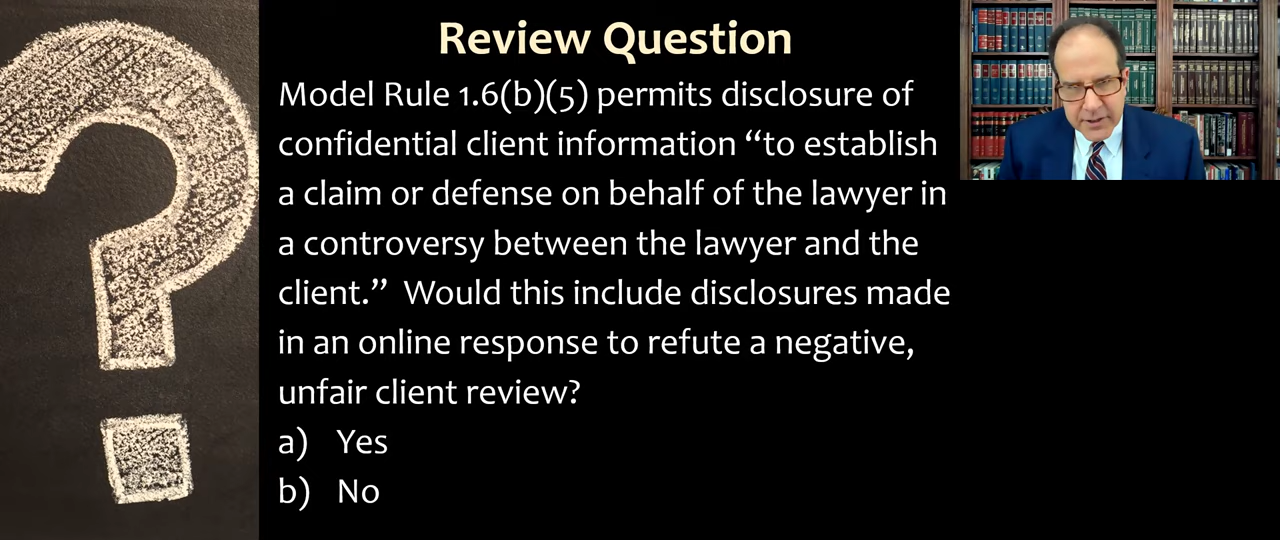 Review Question
Model Rule 1.6(b)(5) permits disclosure of
confidential client information “to establish
a claim or defense on behalf of the lawyer in
a controversy between the lawyer and the
client.” Would this include disclosures made
in an online response to refute a negative,
unfair client review?
a) Yes
b) No